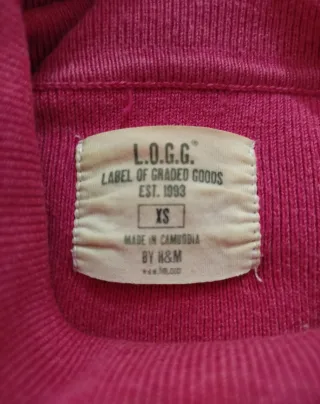 L.O.G.G.®
LABEL OF GRADED GOODS
EST. 1993
XS
MADE IN CAMBODIA
BY H&M